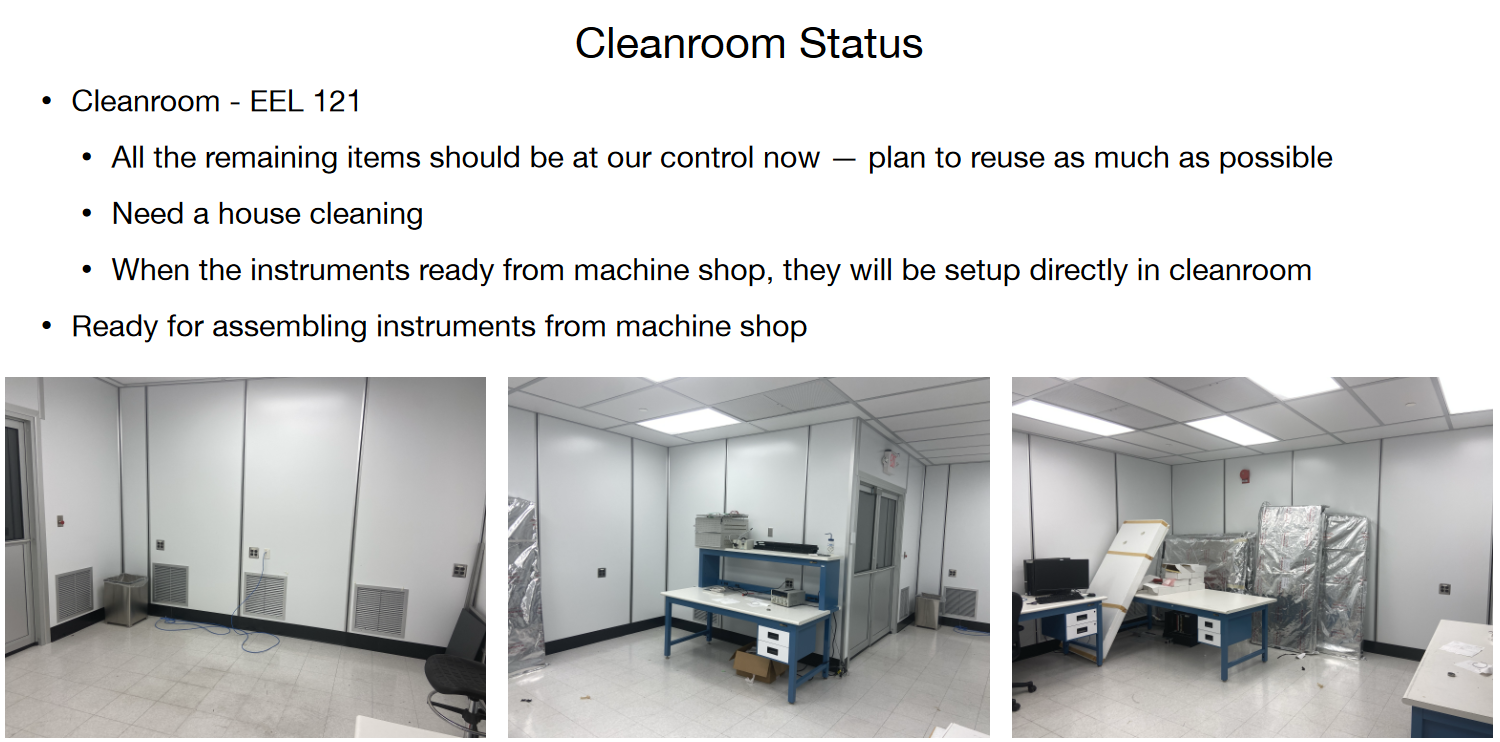 Cleanroom Status
• Cleanroom - EEL 121
• All the remaining items should be at our control now — plan to reuse as much as possible
• Need a house cleaning
• When the instruments ready from machine shop, they will be setup directly in cleanroom
• Ready for assembling instruments from machine shop